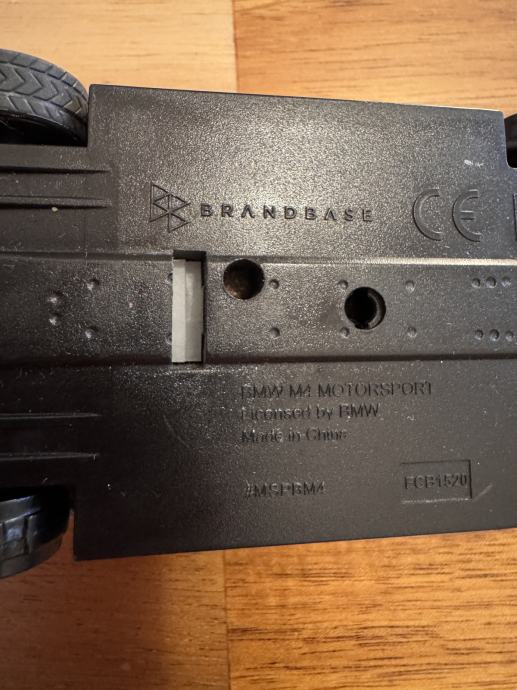 BRANDBASE
CE
BMW M4 MOTORSPORT
Licensed by BMW
Made in China
#MSPBM4
FCB1520